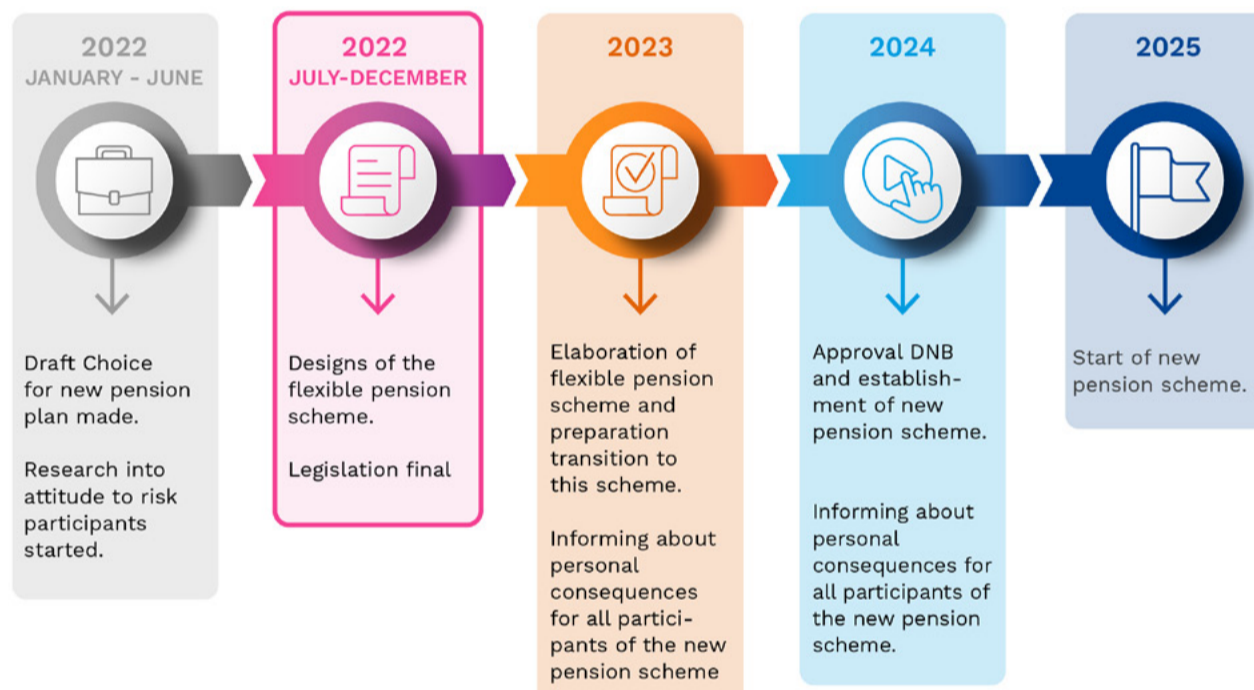 2022
JANUARY - JUNE
Draft Choice
for new pension
plan made.
Research into
attitude to risk
participants
started.
2022
JULY-DECEMBER
Designs of the
flexible pension
scheme.
Legislation final
2023
Elaboration of
flexible pension
scheme and
preparation
transition to
this scheme.
Informing about
personal
consequences
for all partici-
pants of the new
pension scheme
2024
Approval DNB
and establish-
ment of new
pension scheme.
Informing about
personal
consequences for
all participants of
the new pension
scheme.
2025
Start of new
pension scheme.